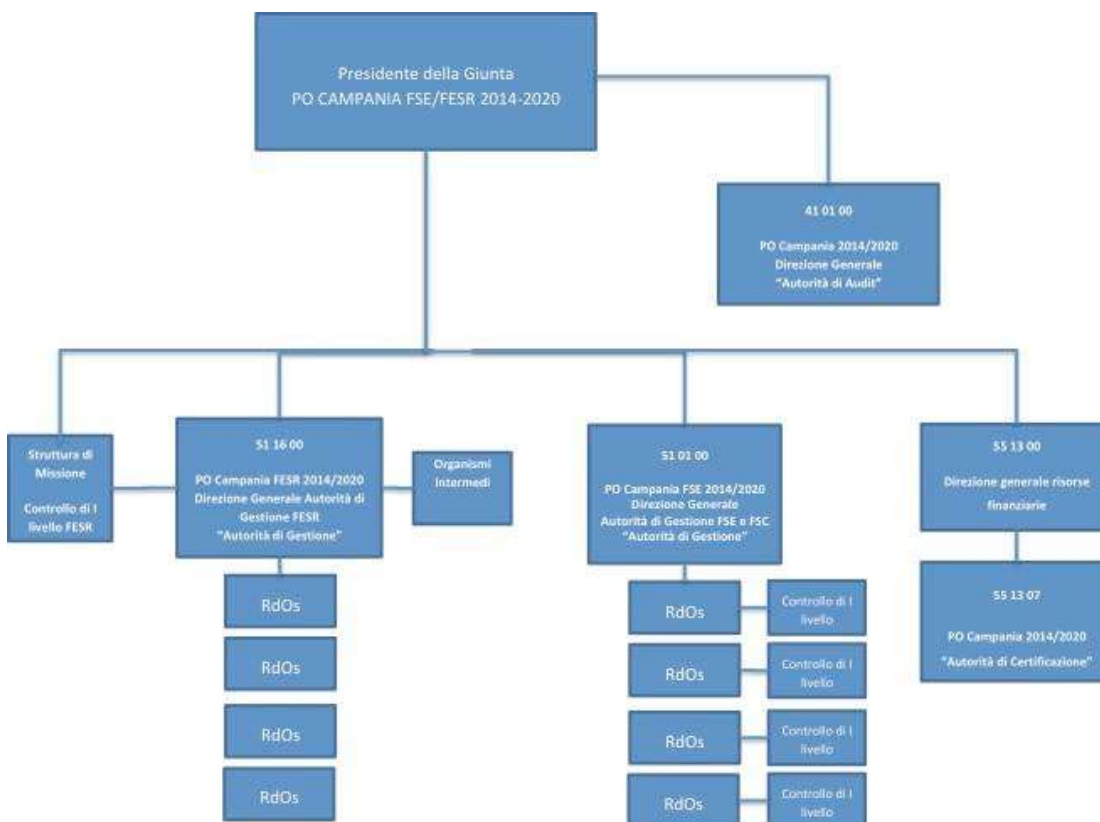 Presidente della Giunta
PO CAMPANIA FSE/FESR 2014-2020
41 01 00
PO Campania 2014/2020
Direzione Generale
"Autorità di Audit"
Struttura di
Missione
Controllo di I
livello FESR
51 16 00
PO Campania FESR 2014/2020
Direzione Generale Autorità di
Gestione FESR
"Autorità di Gestione"
Organismi
Intermedi
51 01 00
PO Campania FSE 2014/2020
Direzione Generale
Autorità di Gestione FSE e FSC
"Autorità di Gestione"
55 13 00
Direzione generale risorse
finanziarie
55 13 07
PO Campania 2014/2020
"Autorità di Certificazione"
RdOs
RdOs
RdOs
RdOs
RdOs
Controllo di I
livello
RdOs
Controllo di I
livello
RdOs
Controllo di I
livello
RdOs
Controllo di I
livello